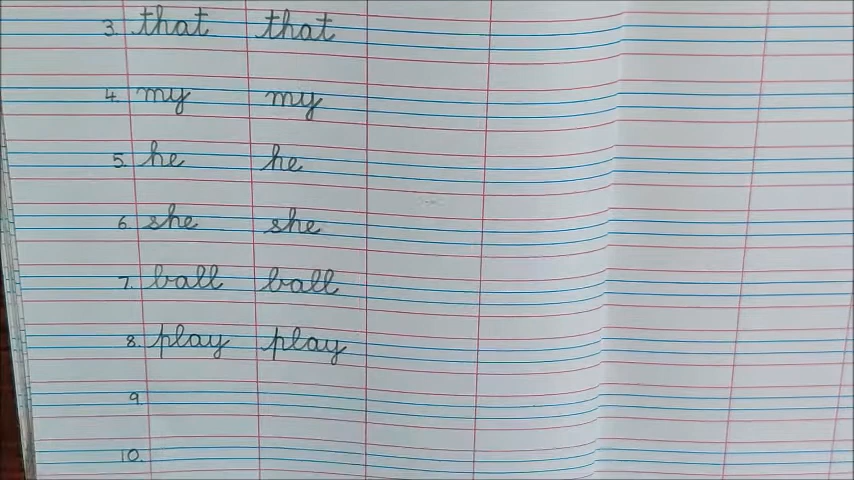 3. that that
4. my my
5. he he
6. she she
7. ball ball
8. play play
9.
10.